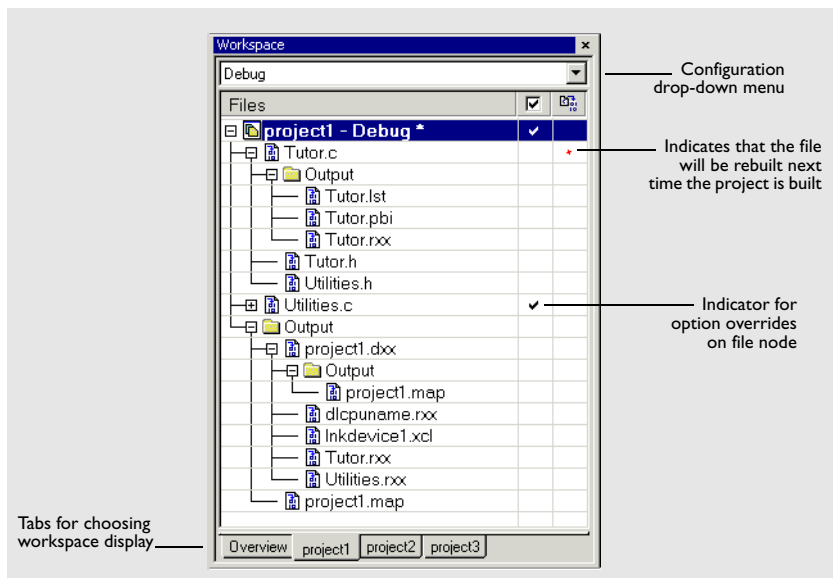 Workspace
Debug
Configuration
drop-down menu
Files
project1 - Debug *
Tutor.c
Indicates that the file
will be rebuilt next
time the project is built
Output
Tutor.lst
Tutor.pbi
Tutor.rxx
Tutor.h
Utilities.h
Utilities.c
Indicator for
option overrides
on file node
Output
project1.dxx
Output
project1.map
dlcpuname.rxx
lnkdevice1.xcl
Tutor.rxx
Utilities.rxx
project1.map
Tabs for choosing
workspace display
Overview project1 project2 project3